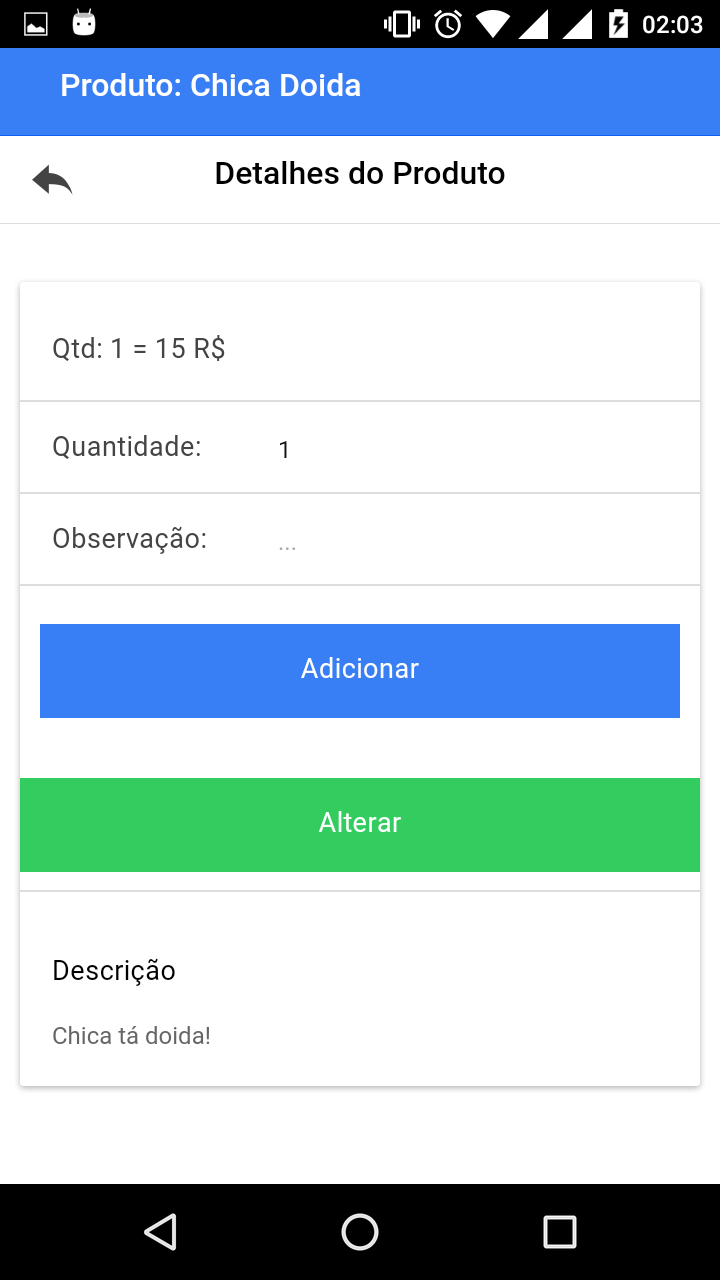 02:03
Produto: Chica Doida
Detalhes do Produto
Qtd: 1 = 15 R$
Quantidade: 1
Observação: ...
Adicionar
Alterar
Descrição
Chica tá doida!